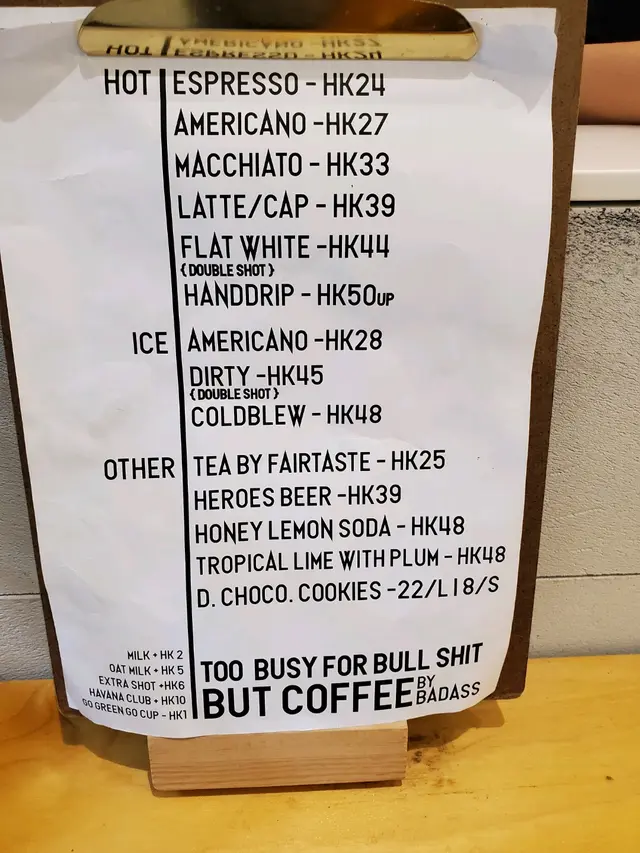 HOT ESPRESSO - HK24
AMERICANO -HK27
MACCHIATO - HK33
LATTE/CAP - HK39
FLAT WHITE -HK44
{DOUBLE SHOT}
HANDDRIP - HK50UP
ICE AMERICANO -HK28
DIRTY -HK45
{DOUBLE SHOT}
COLDBLEW - HK48
OTHER TEA BY FAIRTASTE - HK25
HEROES BEER -HK39
HONEY LEMON SODA - HK48
TROPICAL LIME WITH PLUM - HK48
D. CHOCO. COOKIES -22/L 18/S
MILK + HK 2
OAT MILK + HK 5
EXTRA SHOT +HK6
HAVANA CLUB + HK10
GO GREEN GO CUP - HK1
TOO BUSY FOR BULL SHIT
BUT COFFEE BY BADASS